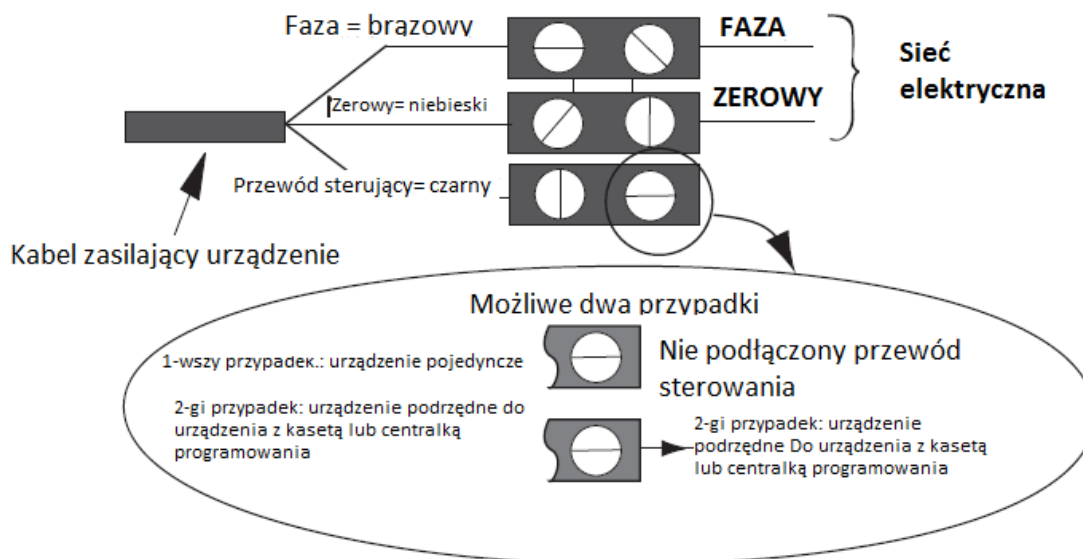 Faza = brązowy
FAZA
Sieć
elektryczna
Zerowy= niebieski
ZEROWY
Przewód sterujący= czarny
Kabel zasilający urządzenie
Możliwe dwa przypadki
1-wszy przypadek.: urządzenie pojedyncze
Nie podłączony przewód
sterowania
2-gi przypadek: urządzenie podrzędne do
urządzenia z kasetą lub centralką
programowania
2-gi przypadek: urządzenie
podrzędne Do urządzenia z kasetą
lub centralką programowania